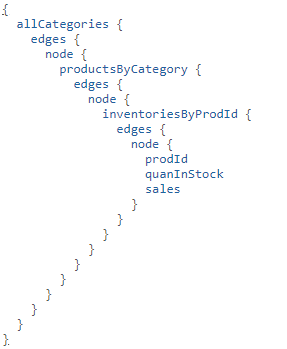 {
  allCategories {
    edges {
      node {
        productsByCategory {
          edges {
            node {
              inventoriesByProdId {
                edges {
                  node {
                    prodId
                    quanInStock
                    sales
                  }
                }
              }
            }
          }
        }
      }
    }
  }
}